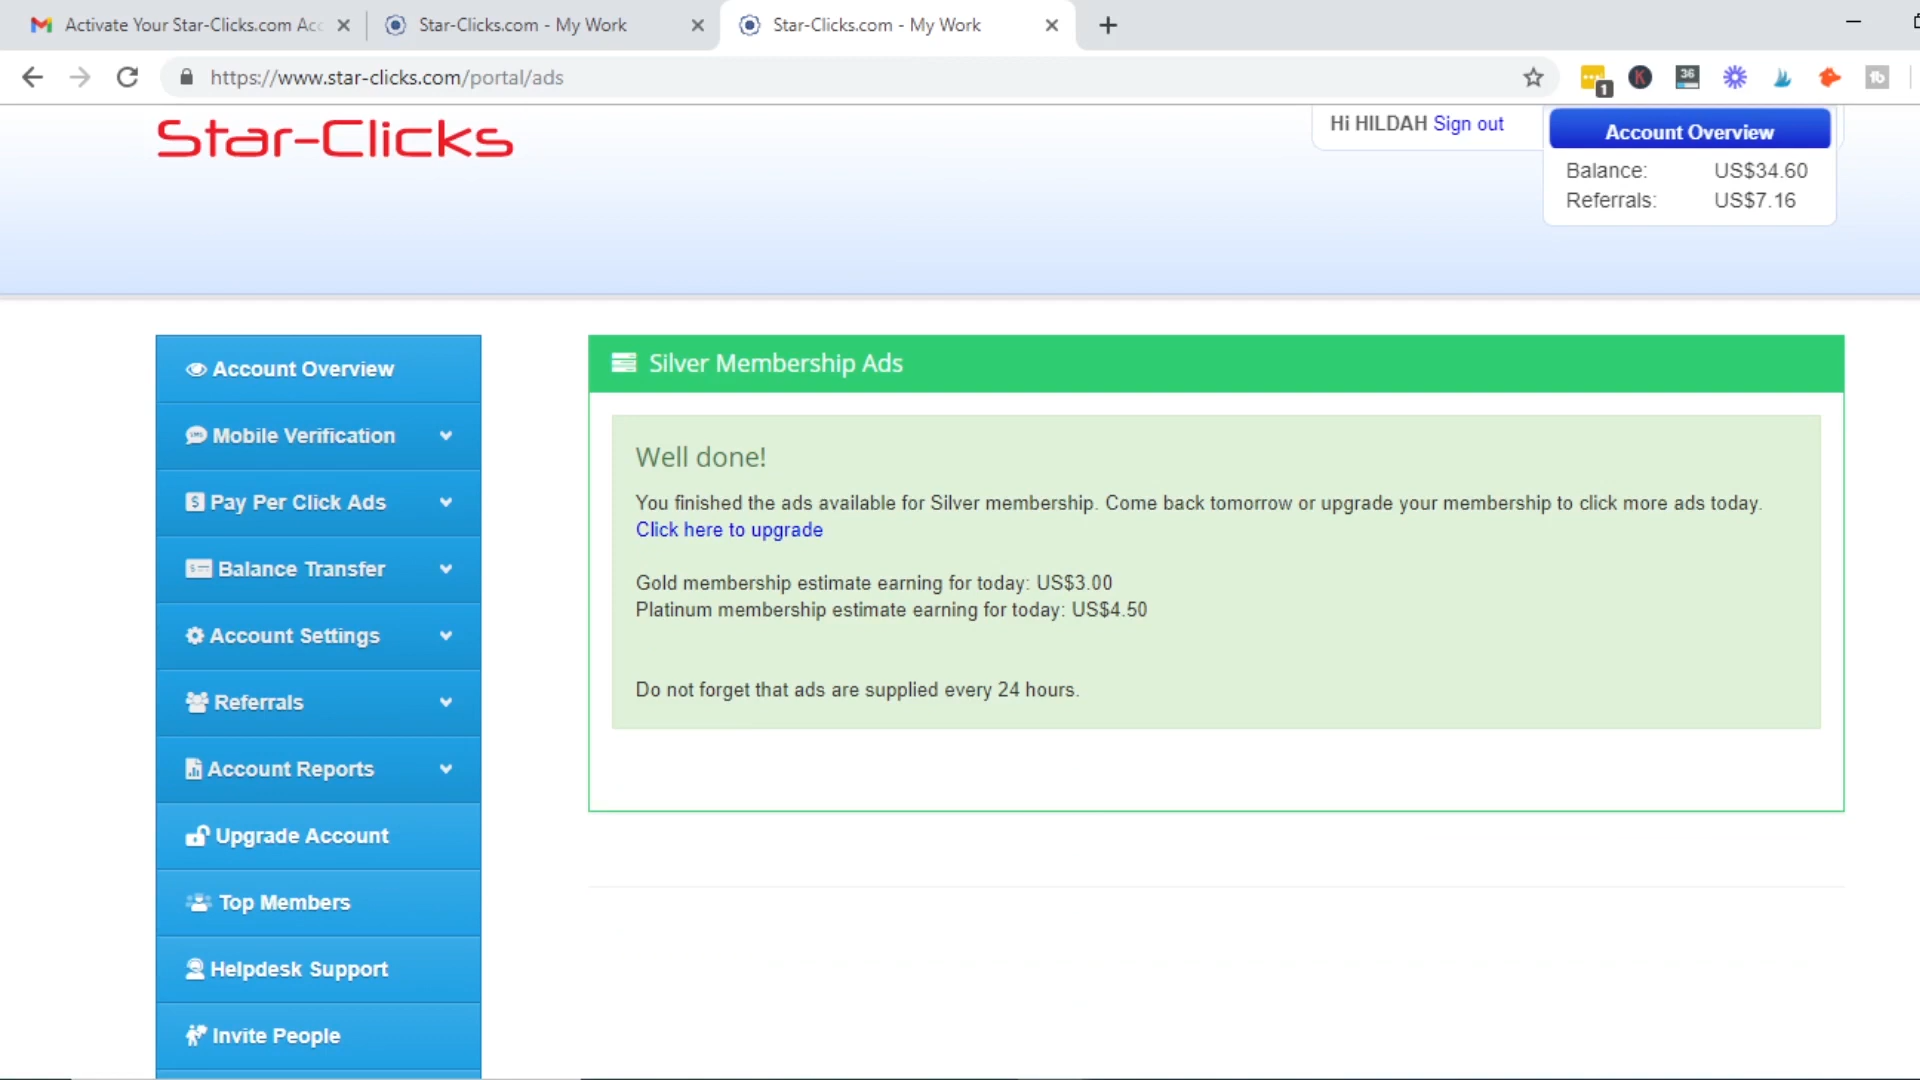 Activate Your Star-Clicks.com Acc
Star-Clicks.com - My Work
Star-Clicks.com - My Work
https://www.star-clicks.com/portal/ads
1
K
36
Star-Clicks
Hi HILDAH Sign out
Account Overview
Balance: US$34.60
Referrals: US$7.16
Account Overview
Mobile Verification
Pay Per Click Ads
Balance Transfer
Account Settings
Referrals
Account Reports
Upgrade Account
Top Members
Helpdesk Support
Invite People
Silver Membership Ads
Well done!
You finished the ads available for Silver membership. Come back tomorrow or upgrade your membership to click more ads today.
Click here to upgrade
Gold membership estimate earning for today: US$3.00
Platinum membership estimate earning for today: US$4.50
Do not forget that ads are supplied every 24 hours.